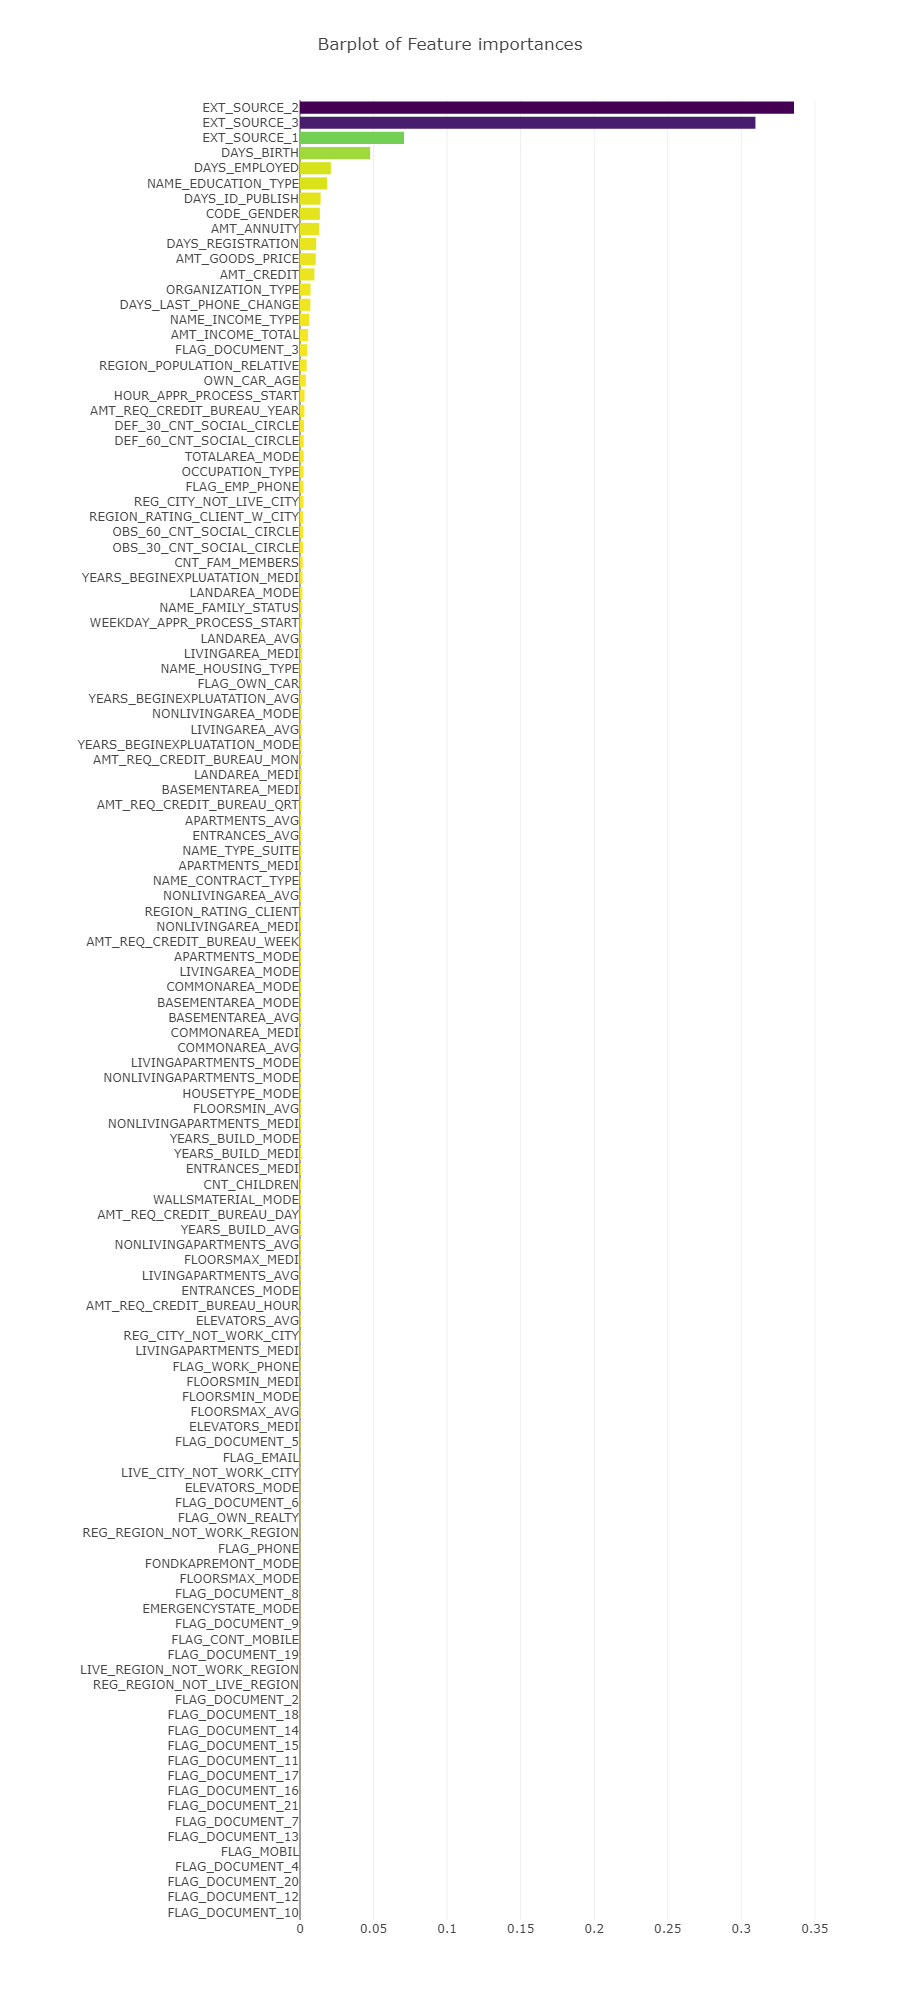 Barplot of Feature importances
EXT_SOURCE_2
EXT_SOURCE_3
EXT_SOURCE_1
DAYS_BIRTH
DAYS_EMPLOYED
NAME_EDUCATION_TYPE
DAYS_ID_PUBLISH
CODE_GENDER
AMT_ANNUITY
DAYS_REGISTRATION
AMT_GOODS_PRICE
AMT_CREDIT
ORGANIZATION_TYPE
DAYS_LAST_PHONE_CHANGE
NAME_INCOME_TYPE
AMT_INCOME_TOTAL
FLAG_DOCUMENT_3
REGION_POPULATION_RELATIVE
OWN_CAR_AGE
HOUR_APPR_PROCESS_START
AMT_REQ_CREDIT_BUREAU_YEAR
DEF_30_CNT_SOCIAL_CIRCLE
DEF_60_CNT_SOCIAL_CIRCLE
TOTALAREA_MODE
OCCUPATION_TYPE
FLAG_EMP_PHONE
REG_CITY_NOT_LIVE_CITY
REGION_RATING_CLIENT_W_CITY
OBS_60_CNT_SOCIAL_CIRCLE
OBS_30_CNT_SOCIAL_CIRCLE
CNT_FAM_MEMBERS
YEARS_BEGINEXPLUATATION_MEDI
LANDAREA_MODE
NAME_FAMILY_STATUS
WEEKDAY_APPR_PROCESS_START
LANDAREA_AVG
LIVINGAREA_MEDI
NAME_HOUSING_TYPE
FLAG_OWN_CAR
YEARS_BEGINEXPLUATATION_AVG
NONLIVINGAREA_MODE
LIVINGAREA_AVG
YEARS_BEGINEXPLUATATION_MODE
AMT_REQ_CREDIT_BUREAU_MON
LANDAREA_MEDI
BASEMENTAREA_MEDI
AMT_REQ_CREDIT_BUREAU_QRT
APARTMENTS_AVG
ENTRANCES_AVG
NAME_TYPE_SUITE
APARTMENTS_MEDI
NAME_CONTRACT_TYPE
NONLIVINGAREA_AVG
REGION_RATING_CLIENT
NONLIVINGAREA_MEDI
AMT_REQ_CREDIT_BUREAU_WEEK
APARTMENTS_MODE
LIVINGAREA_MODE
COMMONAREA_MODE
BASEMENTAREA_MODE
BASEMENTAREA_AVG
COMMONAREA_MEDI
COMMONAREA_AVG
LIVINGAPARTMENTS_MODE
NONLIVINGAPARTMENTS_MODE
HOUSETYPE_MODE
FLOORSMIN_AVG
NONLIVINGAPARTMENTS_MEDI
YEARS_BUILD_MODE
YEARS_BUILD_MEDI
ENTRANCES_MEDI
CNT_CHILDREN
WALLSMATERIAL_MODE
AMT_REQ_CREDIT_BUREAU_DAY
YEARS_BUILD_AVG
NONLIVINGAPARTMENTS_AVG
FLOORSMAX_MEDI
LIVINGAPARTMENTS_AVG
ENTRANCES_MODE
AMT_REQ_CREDIT_BUREAU_HOUR
ELEVATORS_AVG
REG_CITY_NOT_WORK_CITY
LIVINGAPARTMENTS_MEDI
FLAG_WORK_PHONE
FLOORSMIN_MEDI
FLOORSMIN_MODE
FLOORSMAX_AVG
ELEVATORS_MEDI
FLAG_DOCUMENT_5
FLAG_EMAIL
LIVE_CITY_NOT_WORK_CITY
ELEVATORS_MODE
FLAG_DOCUMENT_6
FLAG_OWN_REALTY
REG_REGION_NOT_WORK_REGION
FLAG_PHONE
FONDKAPREMONT_MODE
FLOORSMAX_MODE
FLAG_DOCUMENT_8
EMERGENCYSTATE_MODE
FLAG_DOCUMENT_9
FLAG_CONT_MOBILE
FLAG_DOCUMENT_19
LIVE_REGION_NOT_WORK_REGION
REG_REGION_NOT_LIVE_REGION
FLAG_DOCUMENT_2
FLAG_DOCUMENT_18
FLAG_DOCUMENT_14
FLAG_DOCUMENT_15
FLAG_DOCUMENT_11
FLAG_DOCUMENT_17
FLAG_DOCUMENT_16
FLAG_DOCUMENT_21
FLAG_DOCUMENT_7
FLAG_DOCUMENT_13
FLAG_MOBIL
FLAG_DOCUMENT_4
FLAG_DOCUMENT_20
FLAG_DOCUMENT_12
FLAG_DOCUMENT_10
0 0.05 0.1 0.15 0.2 0.25 0.3 0.35